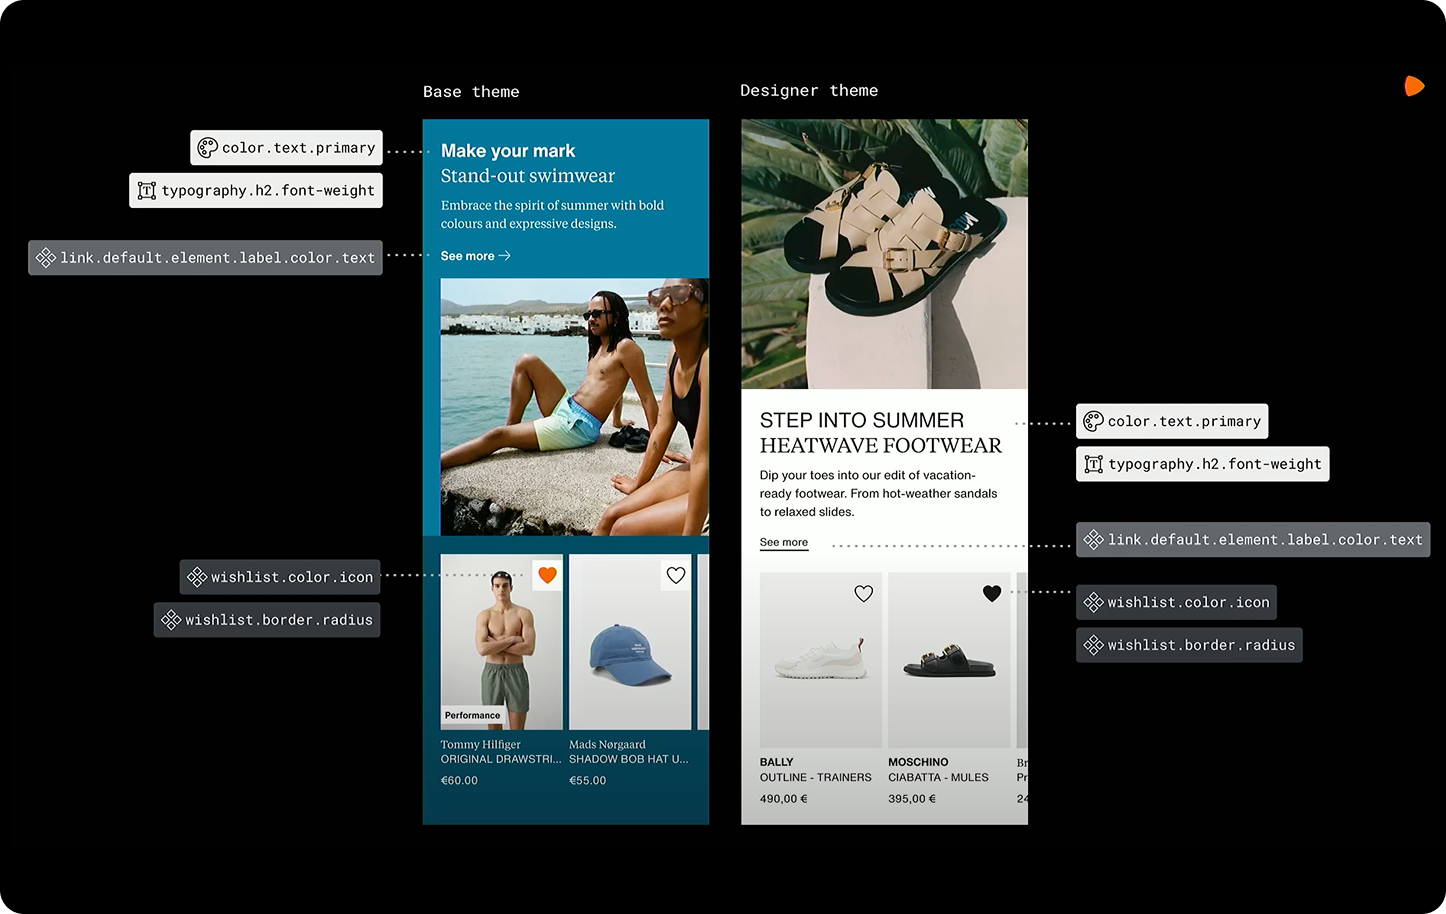 Base theme
Designer theme
color.text.primary
typography.h2.font-weight
link.default.element.label.color.text
wishlist.color.icon
wishlist.border.radius
Make your mark
Stand-out swimwear
Embrace the spirit of summer with bold
colours and expressive designs.
See more
Performance
Tommy Hilfiger
ORIGINAL DRAWSTRI...
€60.00
Mads Nørgaard
SHADOW BOB HAT U...
€55.00
STEP INTO SUMMER
HEATWAVE FOOTWEAR
Dip your toes into our edit of vacation-
ready footwear. From hot-weather sandals
to relaxed slides.
See more
BALLY
OUTLINE - TRAINERS
490,00 €
MOSCHINO
CIABATTA - MULES
395,00 €
Br
Pr
24
color.text.primary
typography.h2.font-weight
link.default.element.label.color.text
wishlist.color.icon
wishlist.border.radius